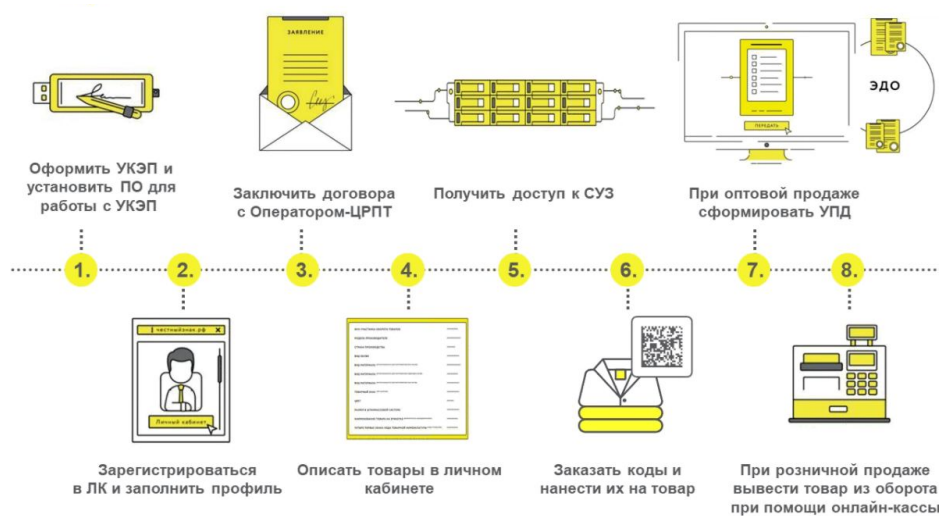 ЗАЯВЛЕНИЕ
ПЕРЕДАТЬ
ЭДО
Оформить УКЭП и
установить ПО для
работы с УКЭП
Заключить договора
с Оператором-ЦРПТ
Получить доступ к СУЗ
При оптовой продаже
сформировать УПД
1.
2.
3.
4.
5.
6.
7.
8.
честныйзнак.рф X
Личный кабинет
Зарегистрироваться
в ЛК и заполнить профиль
Описать товары в личном
кабинете
Заказать коды и
нанести их на товар
При розничной продаже
вывести товар из оборота
при помощи онлайн-кассы